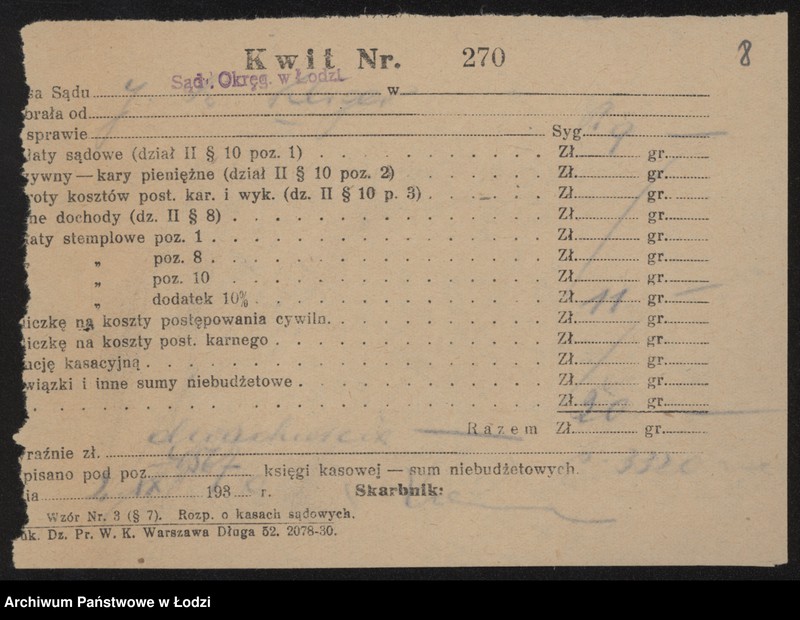 Kwit Nr. 270
8
Sąd Okręg. w Łodzi
sa Sądu w
brała od
sprawie Syg
łaty sądowe (dział II § 10 poz. 1) Zł. gr.
zywny — kary pieniężne (dział II § 10 poz. 2) Zł. gr.
roty kosztów post. kar. i wyk. (dz. II § 10 p. 3) Zł. gr.
ne dochody (dz. II § 8) Zł. gr.
łaty stemplowe poz. 1 Zł. gr.
„ „ poz. 8 Zł. gr.
„ poz. 10 Zł. gr.
„ dodatek 10% Zł. 11 gr. —
liczkę na koszty postępowania cywiln. Zł. gr.
liczkę na koszty post. karnego Zł. gr.
ucję kasacyjną Zł. gr.
wiązki i inne sumy niebudżetowe Zł. gr.
Zł. 20 gr.
Razem Zł. gr.
yraźnie zł.
pisano pod poz. księgi kasowej — sum niebudżetowych.
ia 193 r. Skarbnik:
Wzór Nr. 3 (§ 7). Rozp. o kasach sądowych.
uk. Dz. Pr. W. K. Warszawa Długa 52. 2078-30.
Archiwum Państwowe w Łodzi